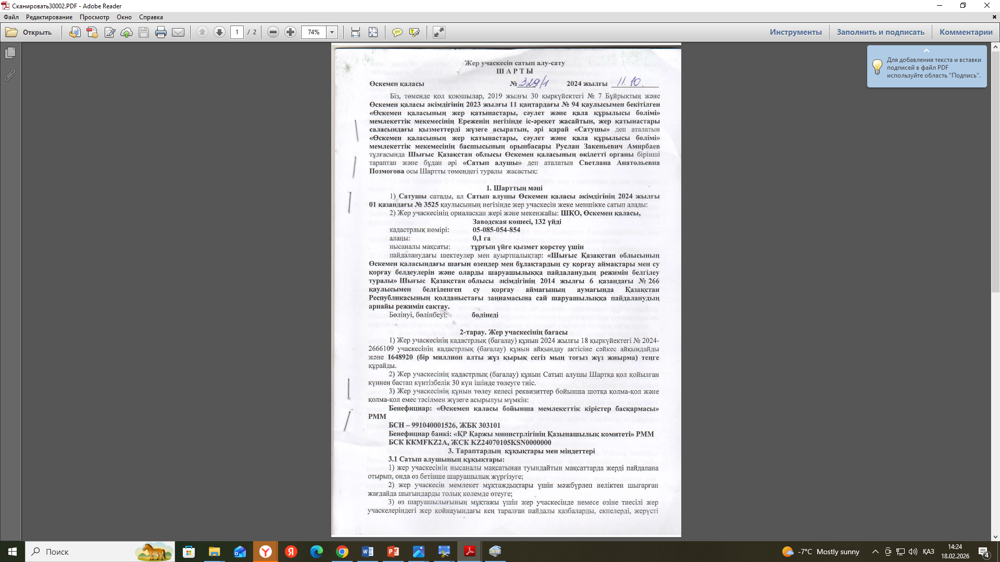 Сканировать30002.PDF - Adobe Reader
Файл Редактирование Просмотр Окно Справка
Открыть 1 / 2 74% Инструменты Заполнить и подписать Комментарии
Для добавления текста и вставки
подписей в файл PDF
используйте область "Подпись".
Жер учаскесін сатып алу-сату
Ш А Р Т Ы
Өскемен қаласы № 329/1 2024 жылғы 11.10.
Біз, төменде қол қоюшылар, 2019 жылғы 30 қыркүйектегі № 7 Бұйрықтың және
Өскемен қаласы әкімдігінің 2023 жылғы 11 қаңтардағы № 94 қаулысымен бекітілген
«Өскемен қаласының жер қатынастары, сәулет және қала құрылысы бөлімі»
мемлекеттік мекемесінің Ереженің негізінде іс-әрекет жасайтын, жер қатынастары
саласындағы қызметтерді жүзеге асыратын, әрі қарай «Сатушы» деп аталатын
«Өскемен қаласының жер қатынастары, сәулет және қала құрылысы бөлімі»
мемлекеттік мекемесінің басшысының орынбасары Руслан Закеньевич Амирбаев
тұлғасында Шығыс Қазақстан облысы Өскемен қаласының өкілетті органы бірінші
тараптан және бұдан әрі «Сатып алушы» деп аталатын Светлана Анатольевна
Позмогова осы Шартты төмендегі туралы жасастық:
1. Шарттың мәні
1) Сатушы сатады, ал Сатып алушы Өскемен қаласы әкімдігінің 2024 жылғы
01 қазандағы № 3525 қаулысының негізінде жер учаскесін жеке меншікке сатып алады:
2) Жер учаскесінің орналасқан жері және мекенжайы: ШҚО, Өскемен қаласы,
Заводская көшесі, 132 үйді
кадастрлық нөмірі: 05-085-054-854
алаңы: 0,1 га
нысаналы мақсаты: тұрғын үйге қызмет көрстеу үшін
пайдаланудағы шектеулер мен ауыртпалықтар: «Шығыс Қазақстан облысының
Өскемен қаласындағы шағын өзендер мен бұлақтардың су қорғау аймақтары мен су
қорғау белдеулерін және оларды шаруашылыққа пайдаланудың режимін белгілеу
туралы» Шығыс Қазақстан облысы әкімдігінің 2014 жылғы 6 қазандағы № 266
қаулысымен белгіленген су қорғау аймағының аумағында Қазақстан
Республикасының қолданыстағы заңнамасына сай шаруашылыққа пайдаланудың
арнайы режимін сақтау.
Бөлінуі, бөлінбеуі: бөлінеді
2-тарау. Жер учаскесінің бағасы
1) Жер учаскесінің кадастрлық (бағалау) құнын 2024 жылғы 18 қыркүйектегі № 2024-
2666109 учаскесінің кадастрлық (бағалау) құнын айқындау актісіне сәйкес айқындайды
және 1648920 (бір миллион алты жүз қырық сегіз мың тоғыз жүз жиырма) теңге
құрайды.
2) Жер учаскесінің кадастрлық (бағалау) құнын Сатып алушы Шартқа қол қойылған
күннен бастап күнтізбелік 30 күн ішінде төлеуге тиіс.
3) Жер учаскесінің құнын төлеу келесі реквизиттер бойынша шотқа қолма-қол және
қолма-қол емес тәсілмен жүзеге асырылуы мүмкін:
Бенефициар: «Өскемен қаласы бойынша мемлекеттік кірістер басқармасы»
РММ
БСН – 991040001526, ЖБК 303101
Бенефициар банкі: «ҚР Қаржы министрлігінің Қазынашылық комитеті» РММ
БСК KKMFKZ2A, ЖСК KZ24070105KSN0000000
3. Тараптардың құқықтары мен міндеттері
3.1 Сатып алушының құқықтары:
1) жер учаскесінің нысаналы мақсатынан туындайтын мақсаттарда жерді пайдалана
отырып, онда өз бетінше шаруашылық жүргізуге;
2) жер учаскесін мемлекет мұқтаждықтары үшін мәжбүрлеп иеліктен шығарған
жағдайда шығындарды толық көлемде өтеуге;
3) өз шаруашылығының мұқтажы үшін жер учаскесінде немесе өзіне тиесілі жер
учаскелеріндегі жер қойнауындағы кең таралған пайдалы қазбаларды, екпелерді, жерүсті
Поиск -7°C Mostly sunny ҚАЗ 14:24
18.02.2026 4